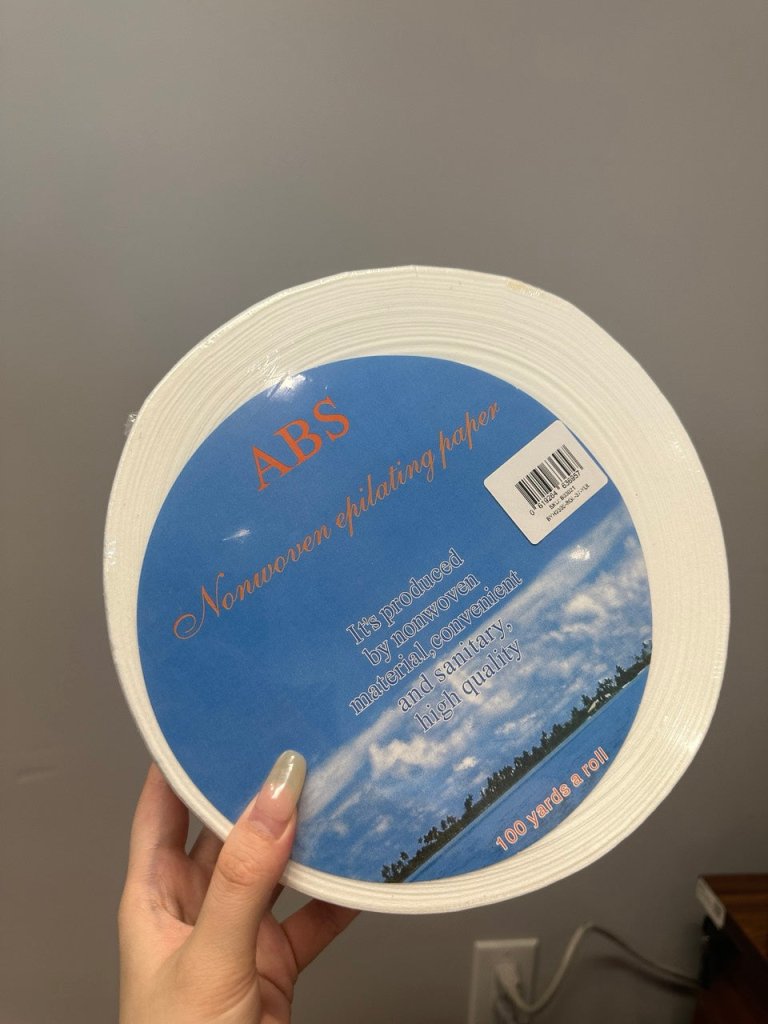 ABS
Nonwoven epilating paper
It's produced
by nonwoven
material,convenient
and sanitary,
high quality
100 yards a roll